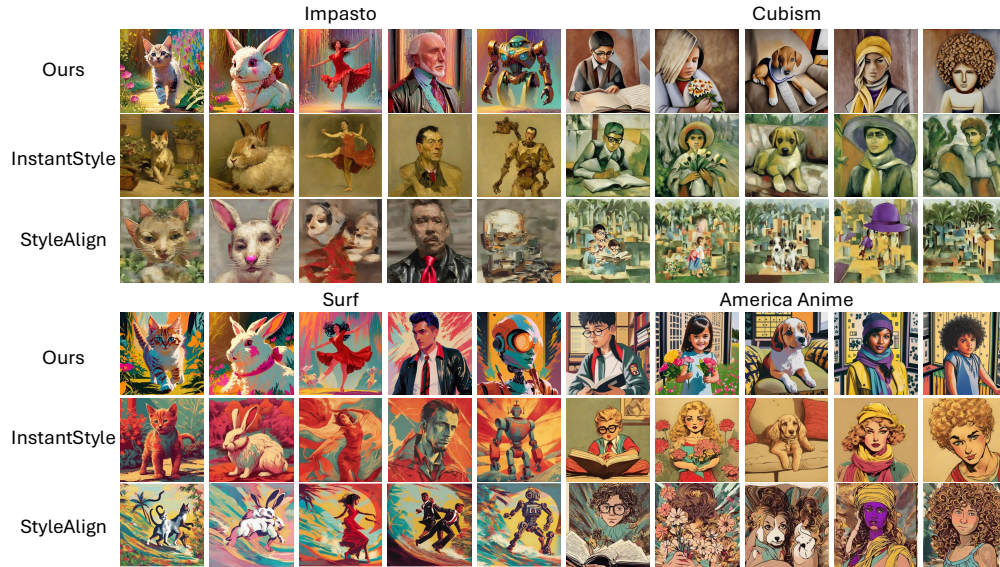 Impasto Cubism
Ours
InstantStyle
StyleAlign
Surf America Anime
Ours
InstantStyle
StyleAlign